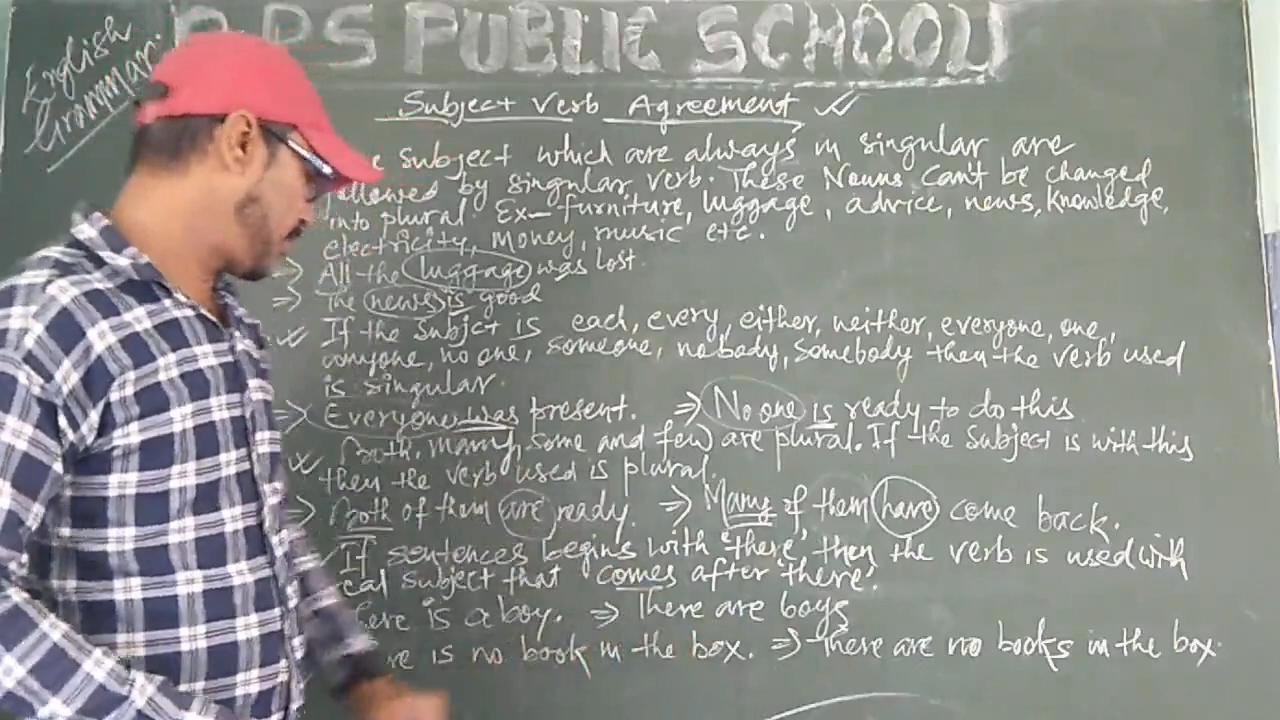 English
Grammar.
PUBLIC SCHOOL
Subject Verb Agreement
Subject which are always in singular are
by singular verb. These Nouns can't be changed
into plural. Ex- furniture, luggage, advice, news, knowledge,
electricity, money, music etc.
⇒ All the luggage was lost.
⇒ The news is good
✓ If the Subject is each, every, either, neither, everyone, one,
anyone, no one, someone, nobody, somebody then the verb used
is singular.
⇒ Everyone was present. ⇒ No one is ready to do this
✓ Both, many, some and few are plural. If the subject is with this
then the verb used is plural.
⇒ Both of them are ready. ⇒ Many of them have come back.
If sentences begins with 'there', then the verb is used with
subject that comes after 'there'.
is a boy. ⇒ There are boys
is no book in the box. ⇒ There are no books in the box.